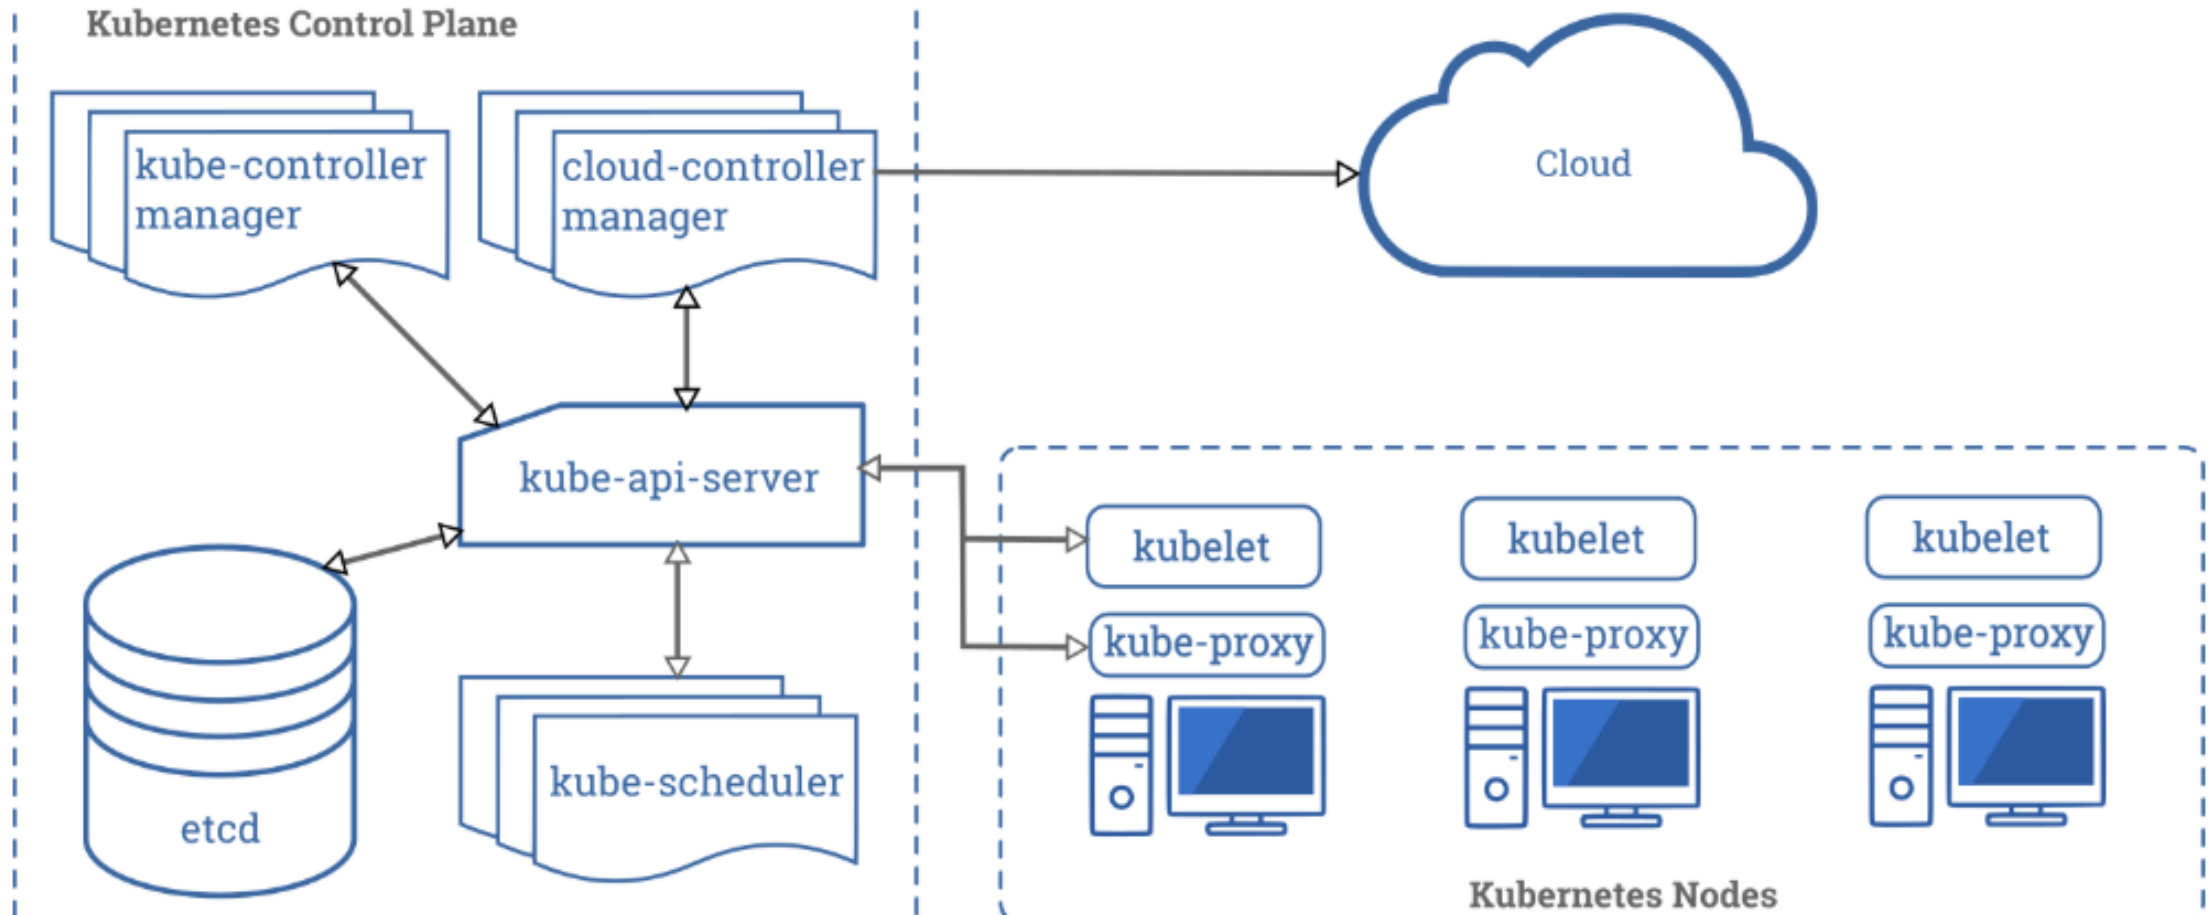 Kubernetes Control Plane
kube-controller
manager
cloud-controller
manager
Cloud
kube-api-server
kubelet
kubelet
kubelet
kube-proxy
kube-proxy
kube-proxy
etcd
kube-scheduler
Kubernetes Nodes